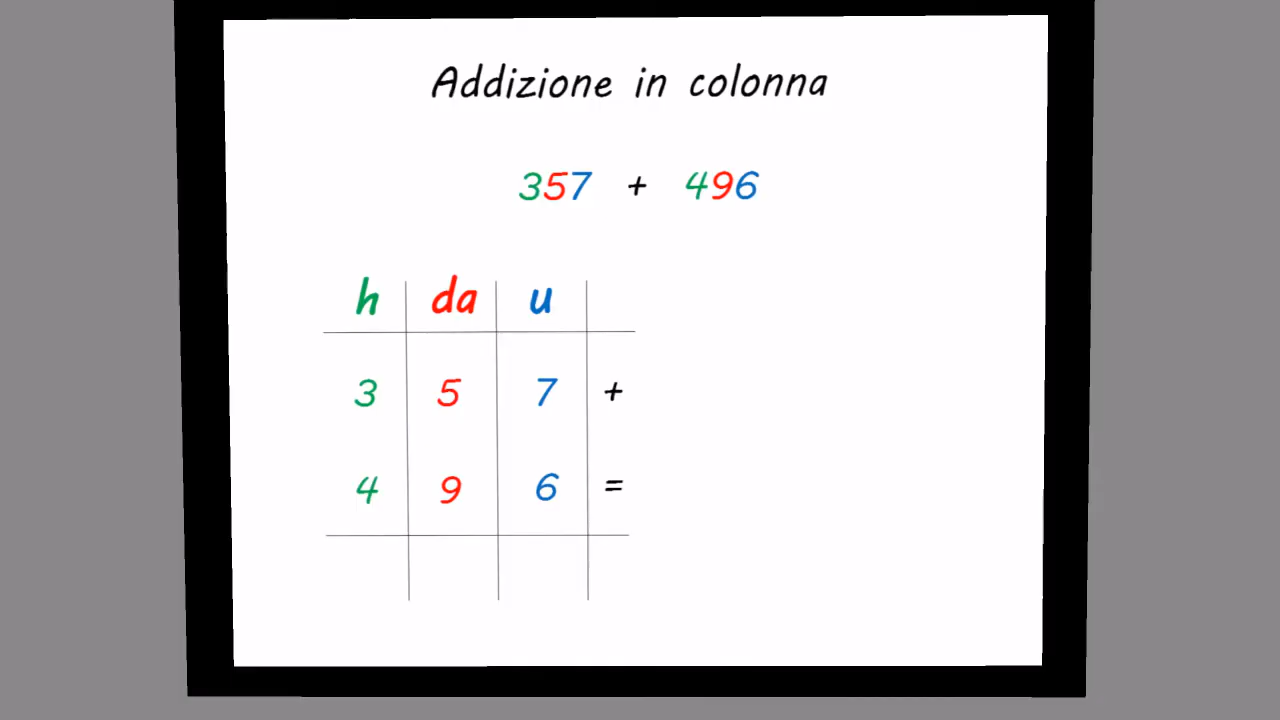 Addizione in colonna
357 + 496
h da u
3 5 7 +
4 9 6 =